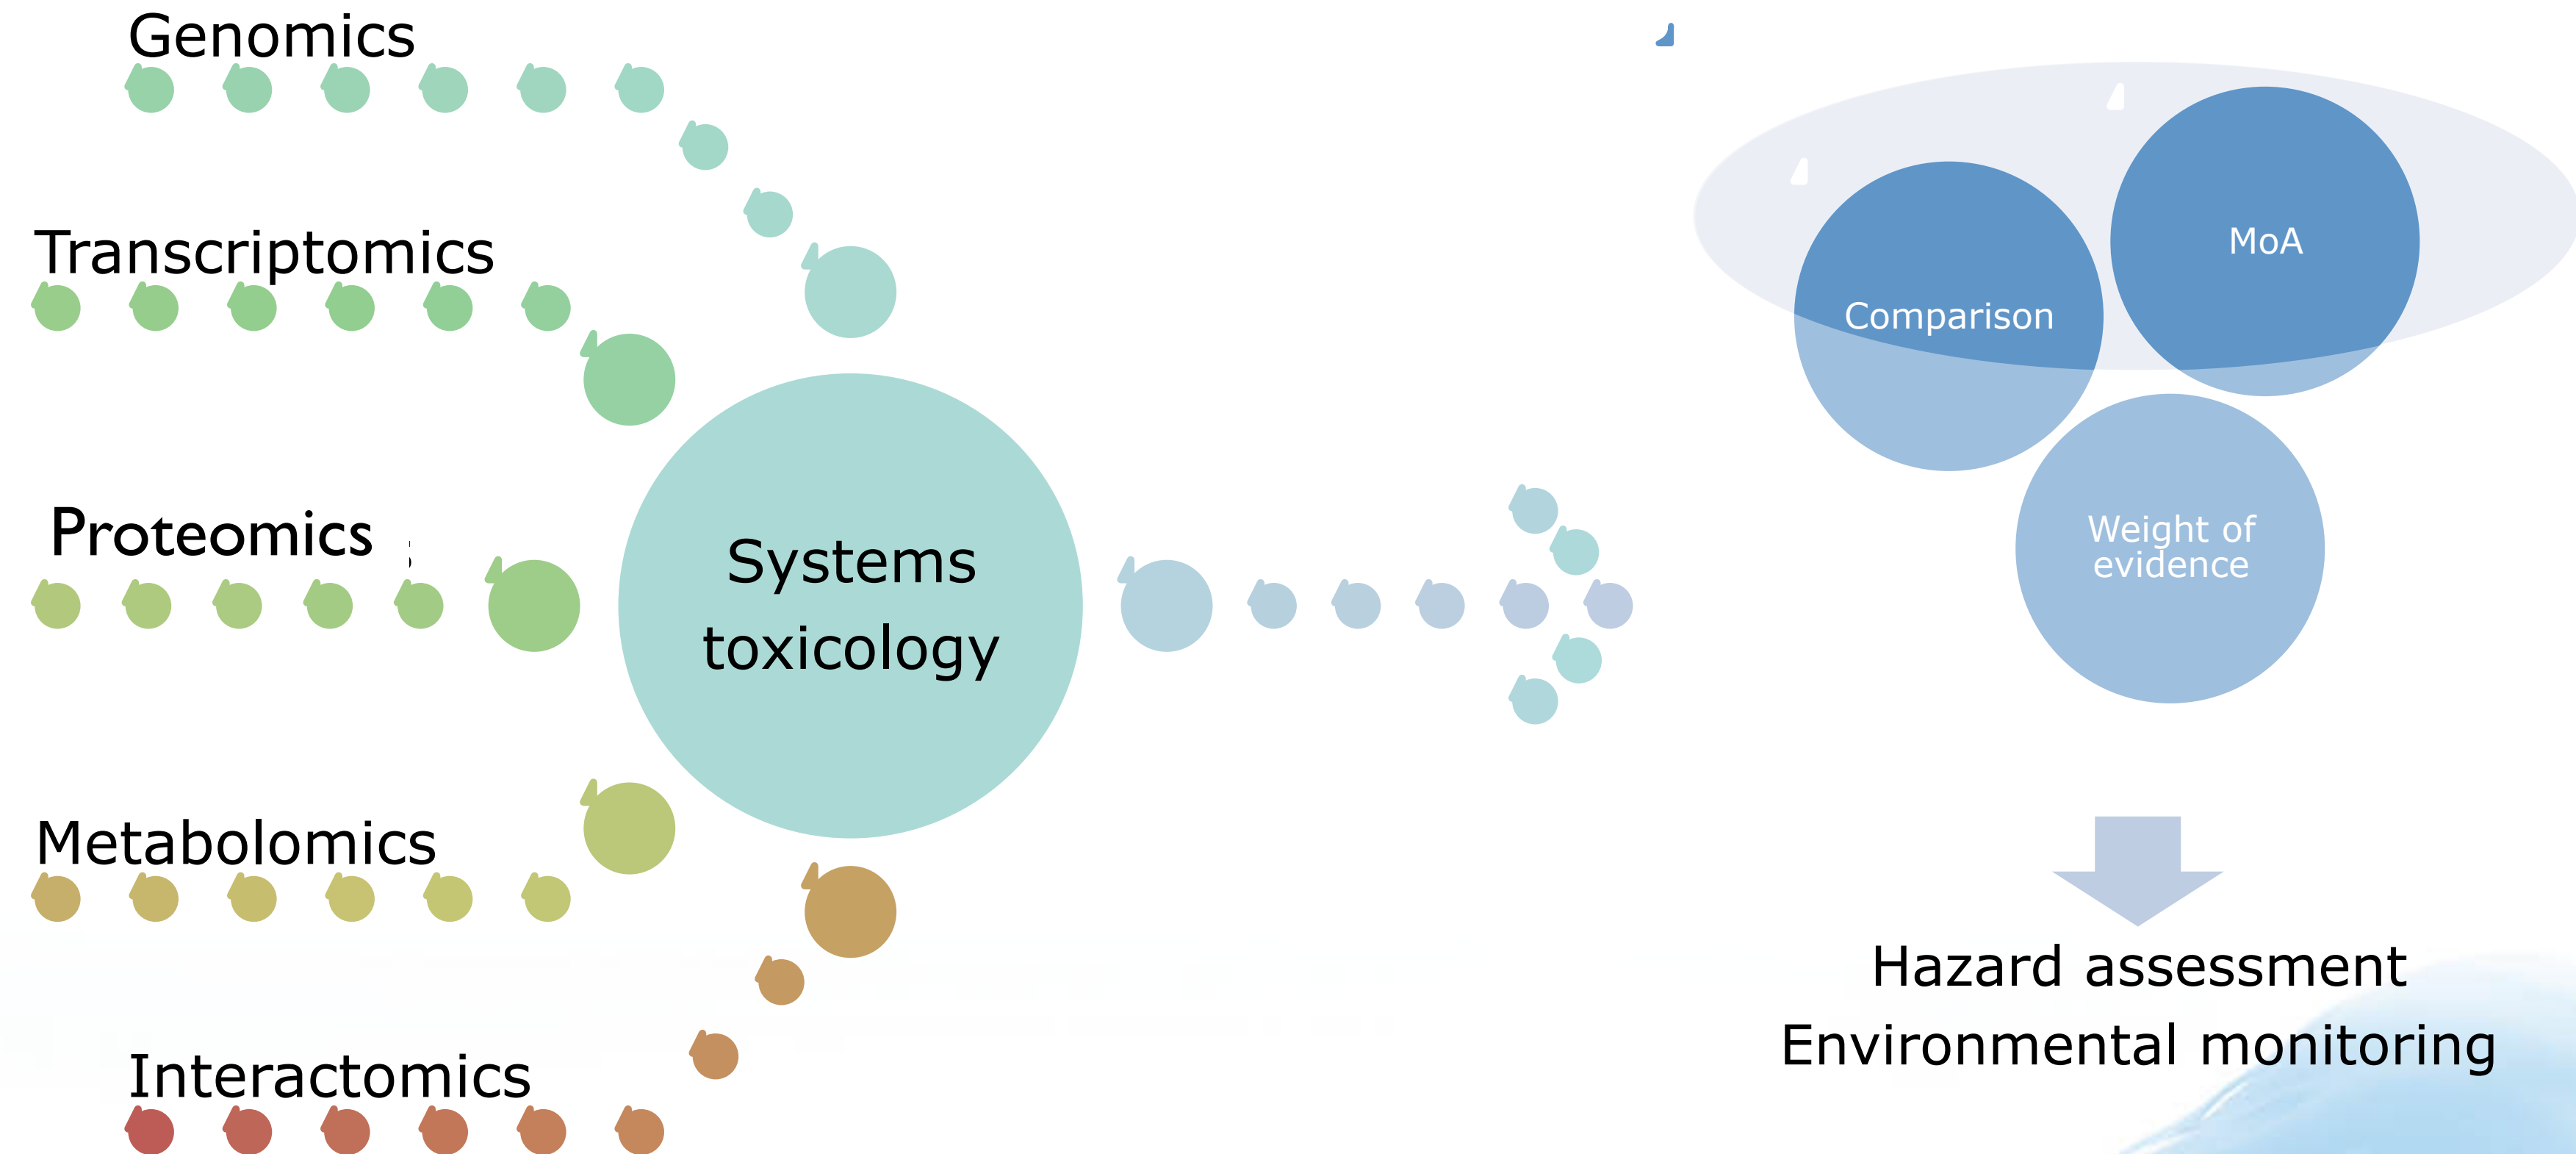 Genomics
Transcriptomics
Proteomics
Metabolomics
Interactomics
Systems
toxicology
MoA
Comparison
Weight of
evidence
Hazard assessment
Environmental monitoring